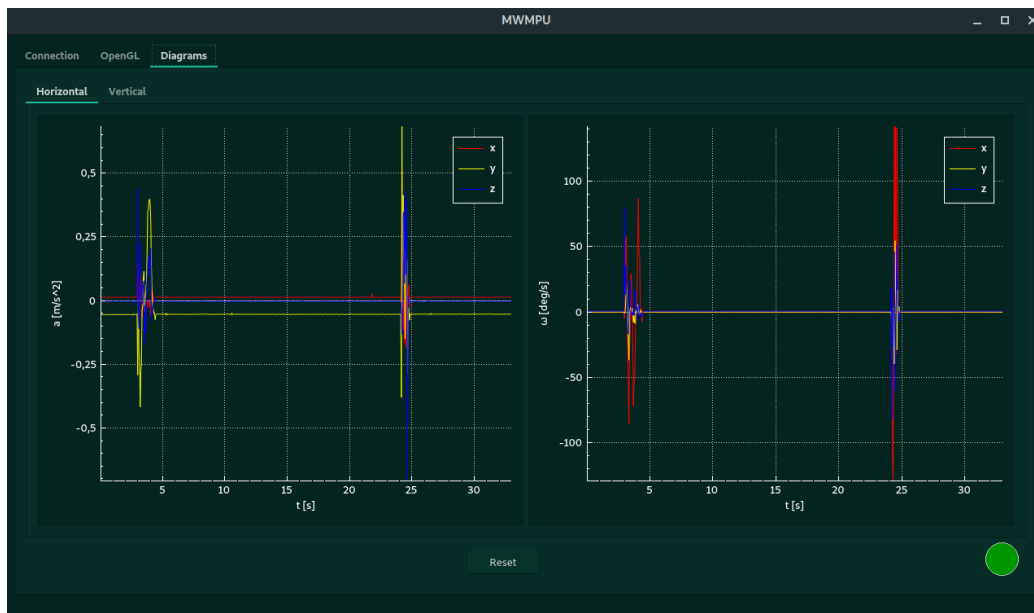 MWMPU
Connection OpenGL Diagrams
Horizontal Vertical
x
y
z
0,5
0,25
0
-0,25
-0,5
a [m/s^2]
5 10 15 20 25 30
t [s]
x
y
z
100
50
0
-50
-100
ω [deg/s]
5 10 15 20 25 30
t [s]
Reset